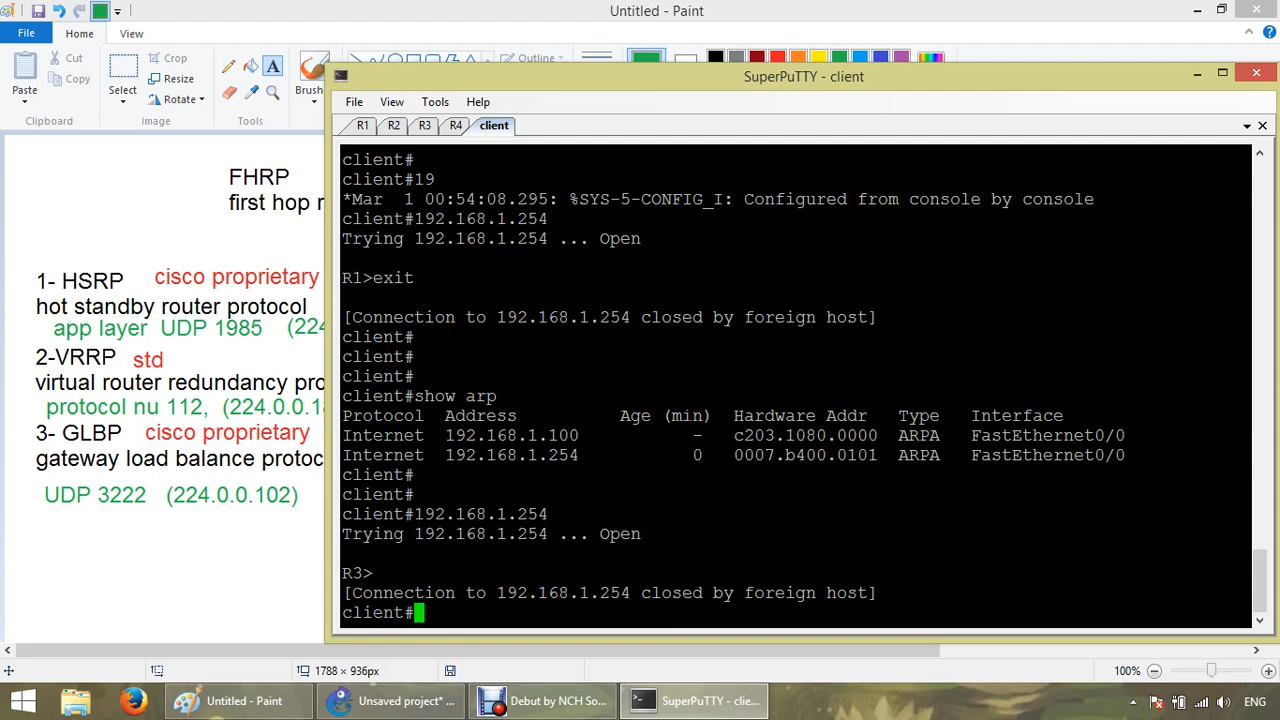 Untitled - Paint
File Home View
Cut
Copy
Paste
Clipboard
Select
Crop
Resize
Rotate
Image
Tools
Brush
Outline
SuperPuTTY - client
File View Tools Help
R1 R2 R3 R4 client
client#
client#19
*Mar  1 00:54:08.295: %SYS-5-CONFIG_I: Configured from console by console
client#192.168.1.254
Trying 192.168.1.254 ... Open
R1>exit
[Connection to 192.168.1.254 closed by foreign host]
client#
client#
client#
client#show arp
Protocol  Address          Age (min)  Hardware Addr   Type   Interface
Internet  192.168.1.100           -   c203.1080.0000  ARPA   FastEthernet0/0
Internet  192.168.1.254           0   0007.b400.0101  ARPA   FastEthernet0/0
client#
client#
client#192.168.1.254
Trying 192.168.1.254 ... Open
R3>
[Connection to 192.168.1.254 closed by foreign host]
client#
FHRP
first hop
1- HSRP cisco proprietary
hot standby router protocol
app layer UDP 1985 (224
2-VRRP std
virtual router redundancy pro
protocol nu 112, (224.0.0.18
3- GLBP cisco proprietary
gateway load balance protoc
UDP 3222 (224.0.0.102)
1788 × 936px
100%
Untitled - Paint
Unsaved project* ...
Debut by NCH So...
SuperPuTTY - clie...
ENG